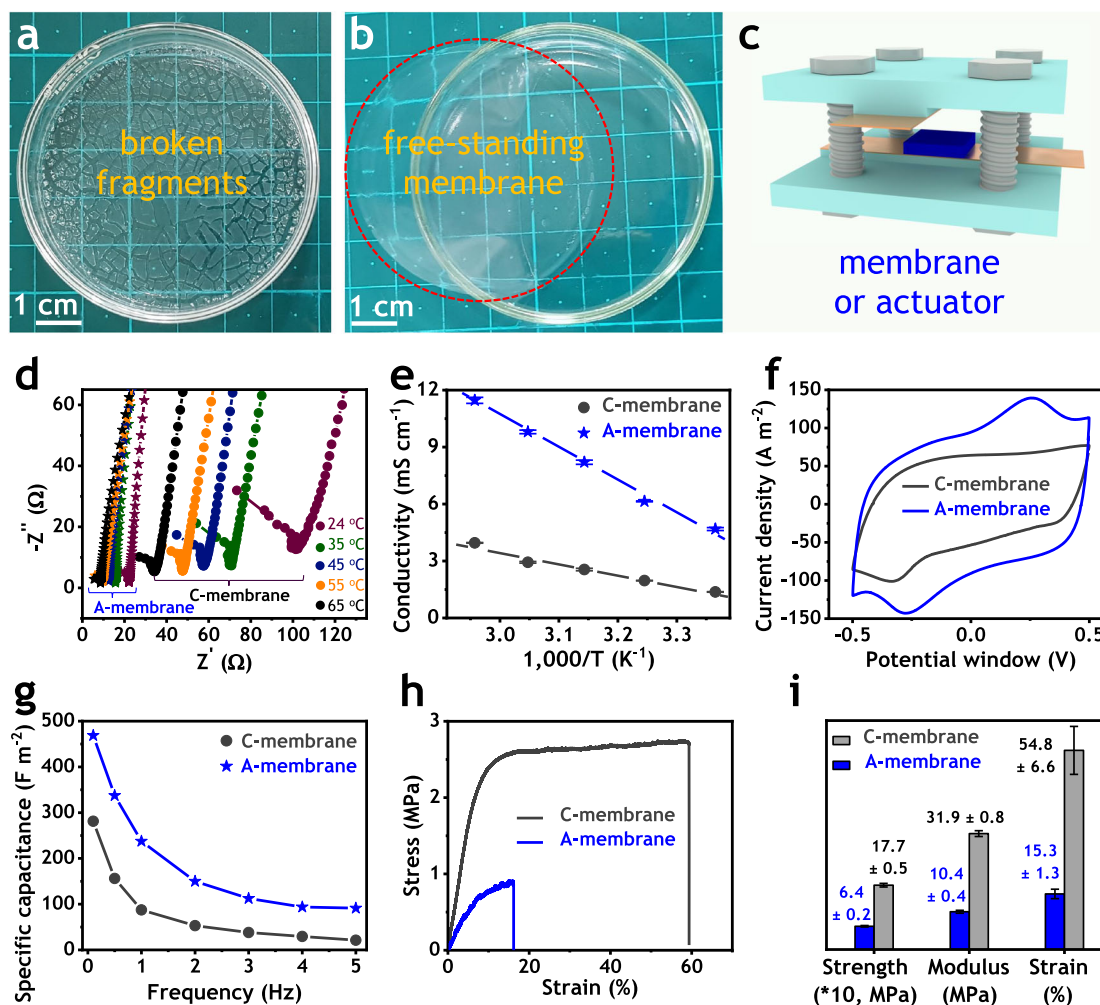 a
broken
fragments
1 cm
b
free-standing
membrane
1 cm
c
membrane
or actuator
d
-Z'' (Ω)
60
40
20
0
24 ºC
35 ºC
45 ºC
55 ºC
65 ºC
A-membrane
C-membrane
0 20 40 60 80 100 120
Z' (Ω)
e
Conductivity (mS cm⁻¹)
12
9
6
3
0
C-membrane
A-membrane
3.0 3.1 3.2 3.3
1,000/T (K⁻¹)
f
Current density (A m⁻²)
150
100
50
0
-50
-100
-150
C-membrane
A-membrane
-0.5 0.0 0.5
Potential window (V)
g
Specific capacitance (F m⁻²)
500
400
300
200
100
0
C-membrane
A-membrane
0 1 2 3 4 5
Frequency (Hz)
h
Stress (MPa)
3
2
1
0
C-membrane
A-membrane
0 20 40 60
Strain (%)
i
C-membrane
A-membrane
6.4
± 0.2
17.7
± 0.5
10.4
± 0.4
31.9 ± 0.8
15.3
± 1.3
54.8
± 6.6
Strength Modulus Strain
(*10, MPa) (MPa) (%)